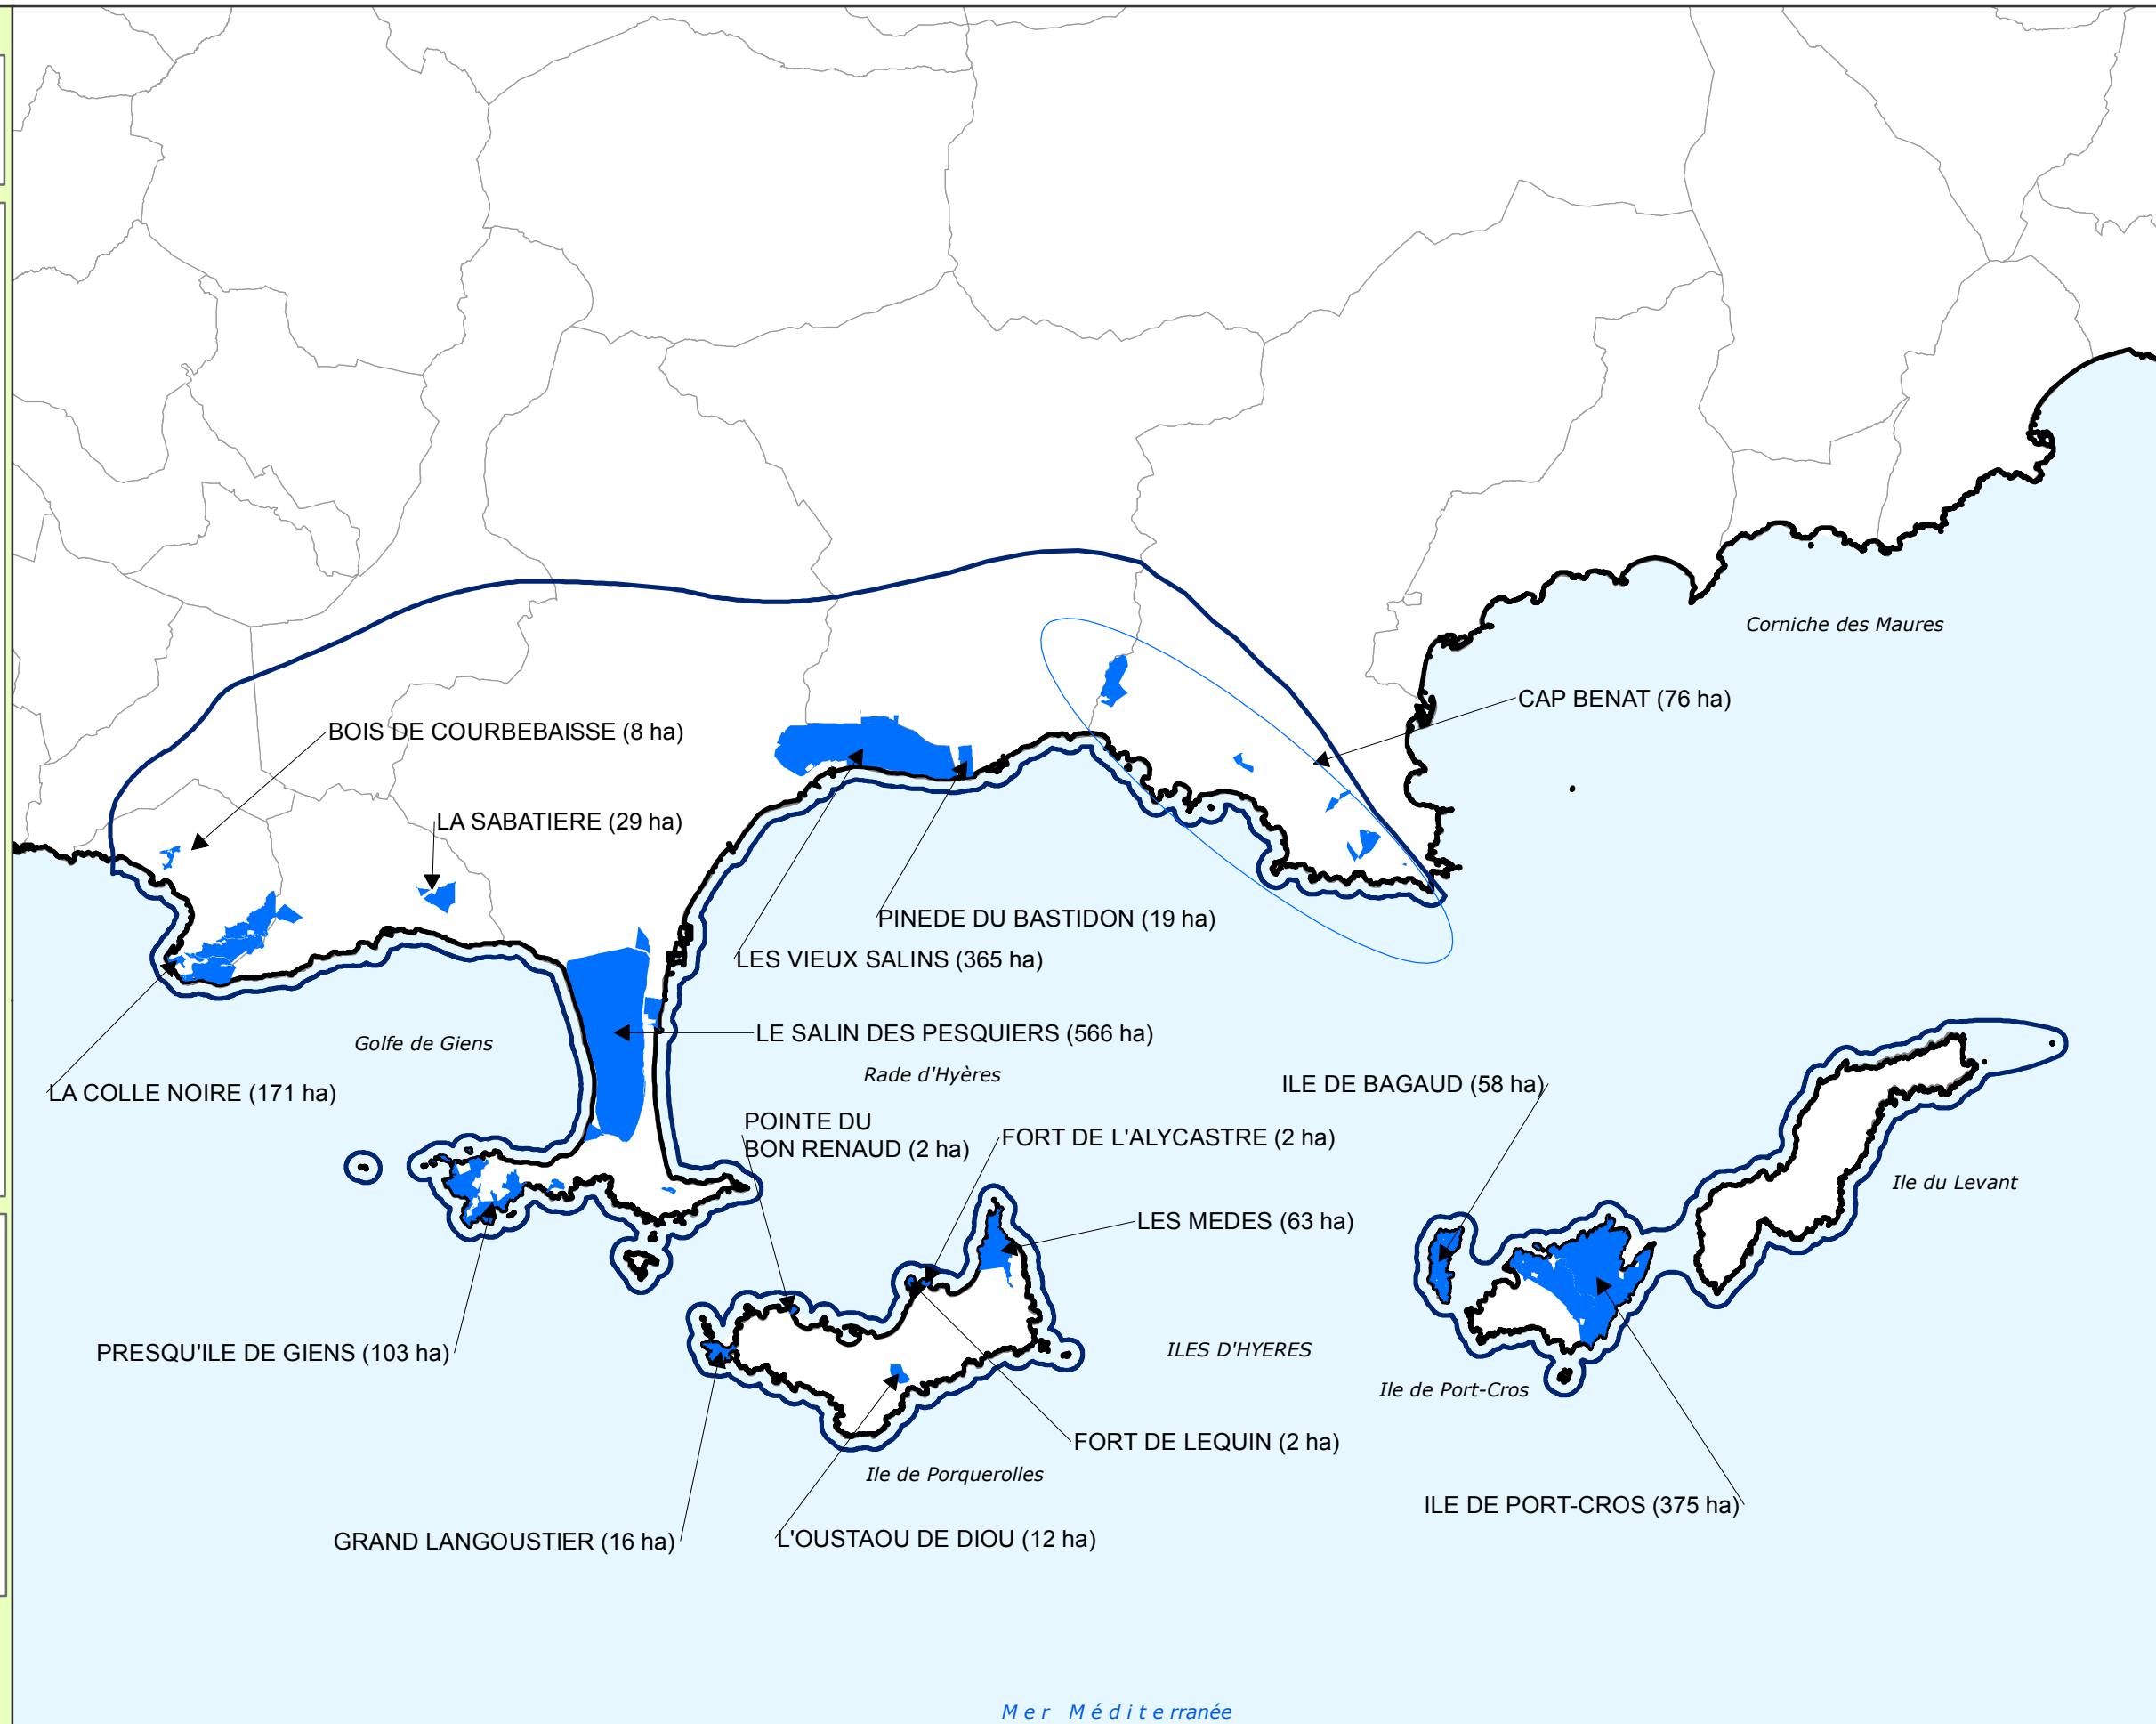 Corniche des Maures
CAP BENAT (76 ha)
BOIS DE COURBEBAISSE (8 ha)
LA SABATIERE (29 ha)
PINEDE DU BASTIDON (19 ha)
LES VIEUX SALINS (365 ha)
LE SALIN DES PESQUIERS (566 ha)
Golfe de Giens
Rade d'Hyères
LA COLLE NOIRE (171 ha)
ILE DE BAGAUD (58 ha)
POINTE DU
BON RENAUD (2 ha)
FORT DE L'ALYCASTRE (2 ha)
Ile du Levant
LES MEDES (63 ha)
PRESQU'ILE DE GIENS (103 ha)
ILES D'HYERES
Ile de Port-Cros
FORT DE LEQUIN (2 ha)
Ile de Porquerolles
ILE DE PORT-CROS (375 ha)
GRAND LANGOUSTIER (16 ha)
L'OUSTAOU DE DIOU (12 ha)
Mer Méditerranée